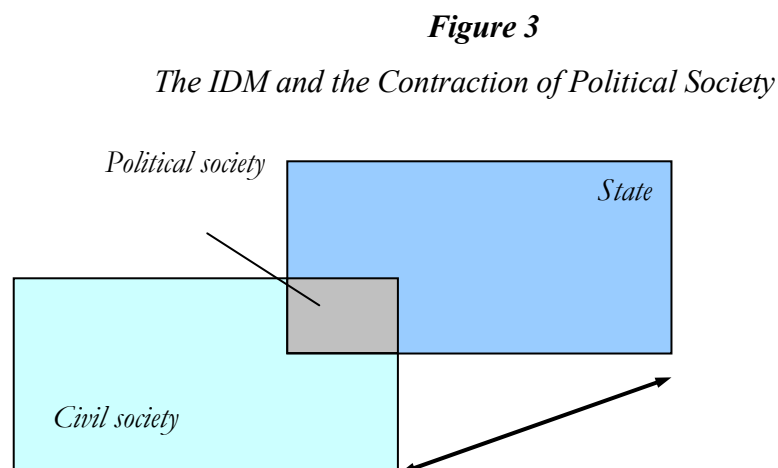 Figure 3
The IDM and the Contraction of Political Society
Political society
State
Civil society